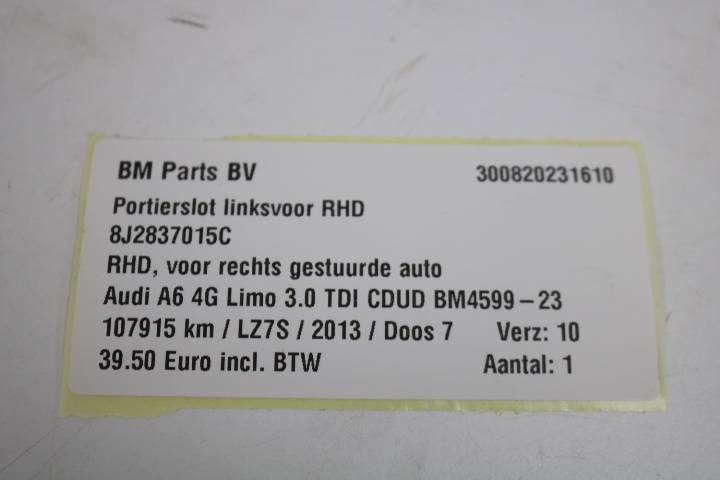 BM Parts BV 300820231610
Portierslot linksvoor RHD
8J2837015C
RHD, voor rechts gestuurde auto
Audi A6 4G Limo 3.0 TDI CDUD BM4599-23
107915 km / LZ7S / 2013 / Doos 7 Verz: 10
39.50 Euro incl. BTW Aantal: 1